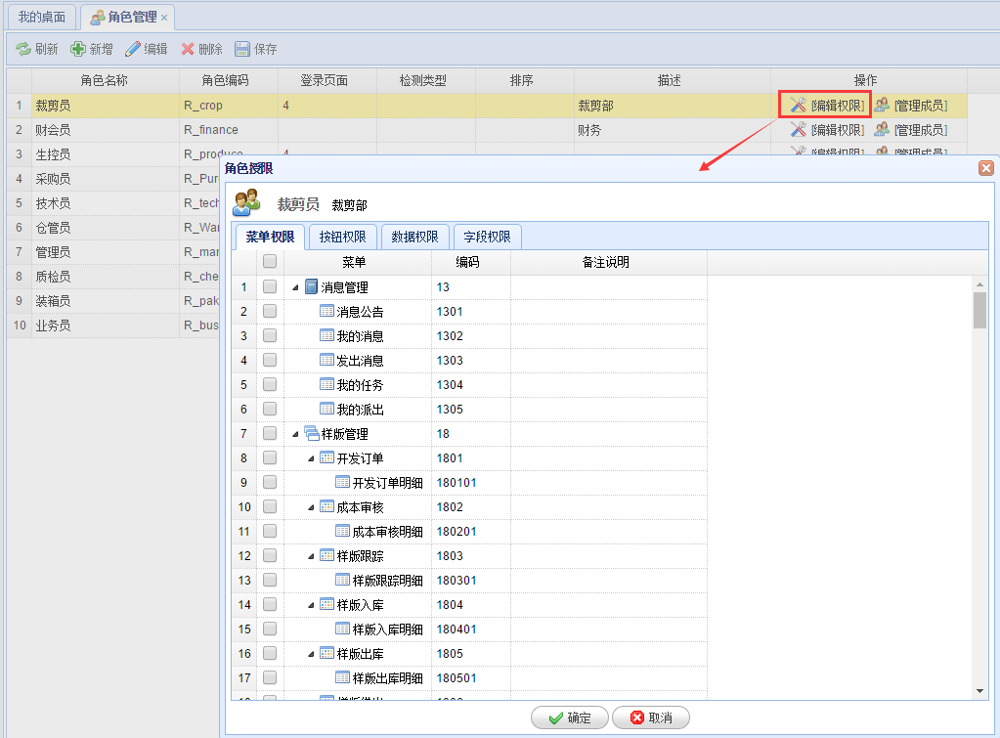 我的桌面 角色管理
刷新 新增 编辑 删除 保存
角色名称 角色编码 登录页面 检测类型 排序 描述 操作
1 裁剪员 R_crop 4 裁剪部 [编辑权限] [管理成员]
2 财会员 R_finance 财务 [编辑权限] [管理成员]
3 生控员 R_produce 4 [编辑权限] [管理成员]
4 采购员 R_Pur
5 技术员 R_tech
6 仓管员 R_War
7 管理员 R_mar
8 质检员 R_che
9 装箱员 R_pak
10 业务员 R_bus
角色授限
裁剪员 裁剪部
菜单权限 按钮权限 数据权限 字段权限
菜单 编码 备注说明
1 消息管理 13
2 消息公告 1301
3 我的消息 1302
4 发出消息 1303
5 我的任务 1304
6 我的派出 1305
7 样版管理 18
8 开发订单 1801
9 开发订单明细 180101
10 成本审核 1802
11 成本审核明细 180201
12 样版跟踪 1803
13 样版跟踪明细 180301
14 样版入库 1804
15 样版入库明细 180401
16 样版出库 1805
17 样版出库明细 180501
确定 取消